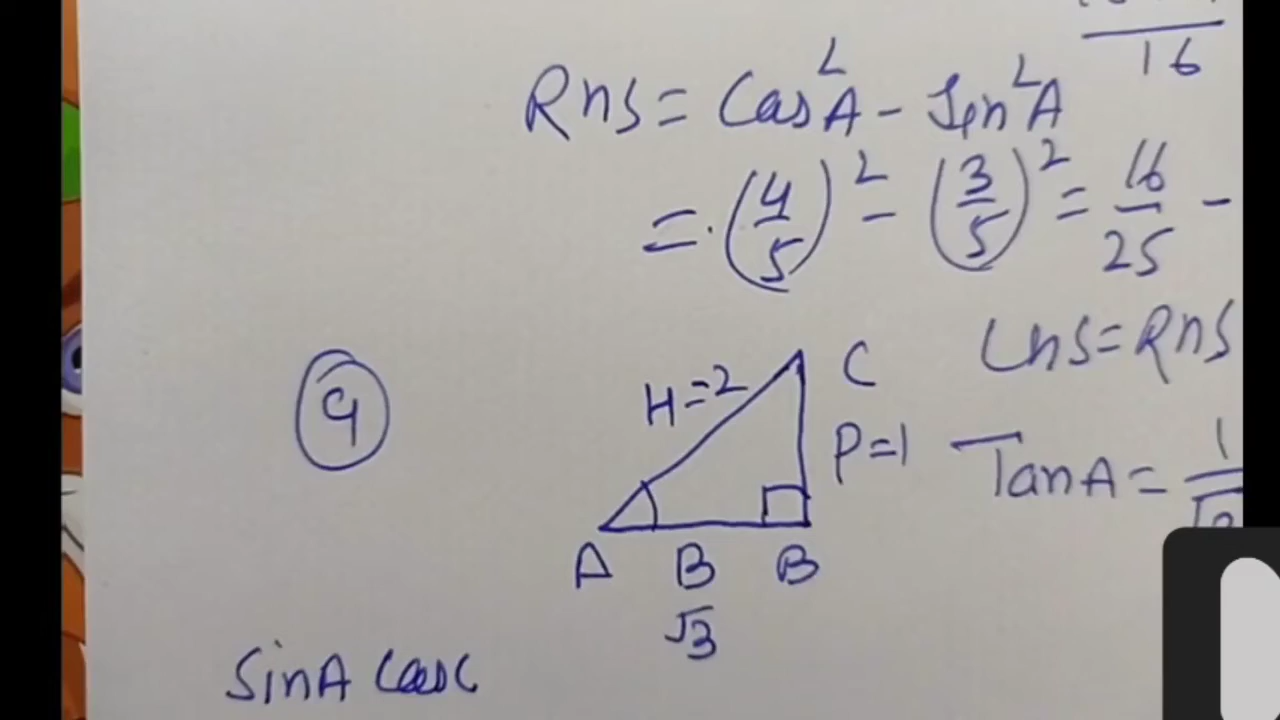 16
RHS = Cos²A - Sin²A
= (4/5)² - (3/5)² = 16/25 -
LHS = RHS
9
H=2
C
P=1
TanA = 1/√
A B B
√3
SinA CosC